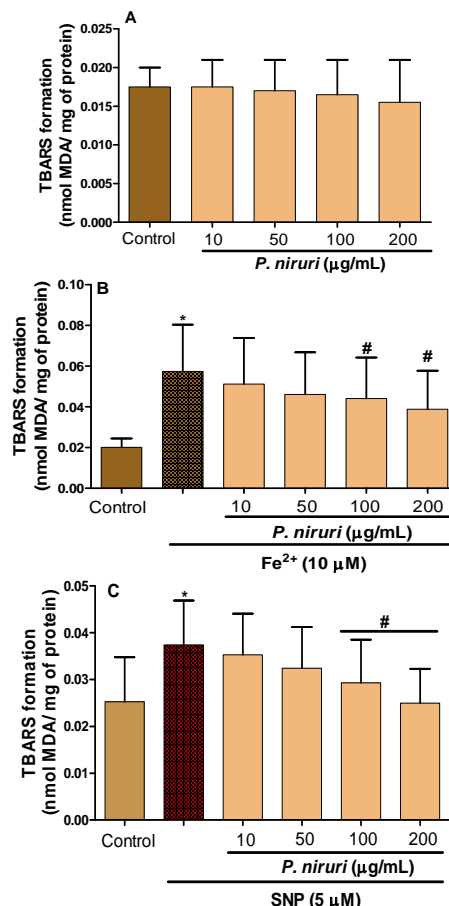 A
TBARS formation
(nmol MDA/ mg of protein)
0.020
0.015
0.010
0.005
0.000
Control 10 50 100 200
P. niruri (μg/mL)
B
TBARS formation
(nmol MDA/ mg of protein)
0.10
0.08
0.06
0.04
0.02
0.00
*
#
#
Control
10 50 100 200
P. niruri (μg/mL)
Fe²⁺ (10 μM)
C
TBARS formation
(nmol MDA/ mg of protein)
0.05
0.04
0.03
0.02
0.01
0.00
*
#
Control
10 50 100 200
P. niruri (μg/mL)
SNP (5 μM)